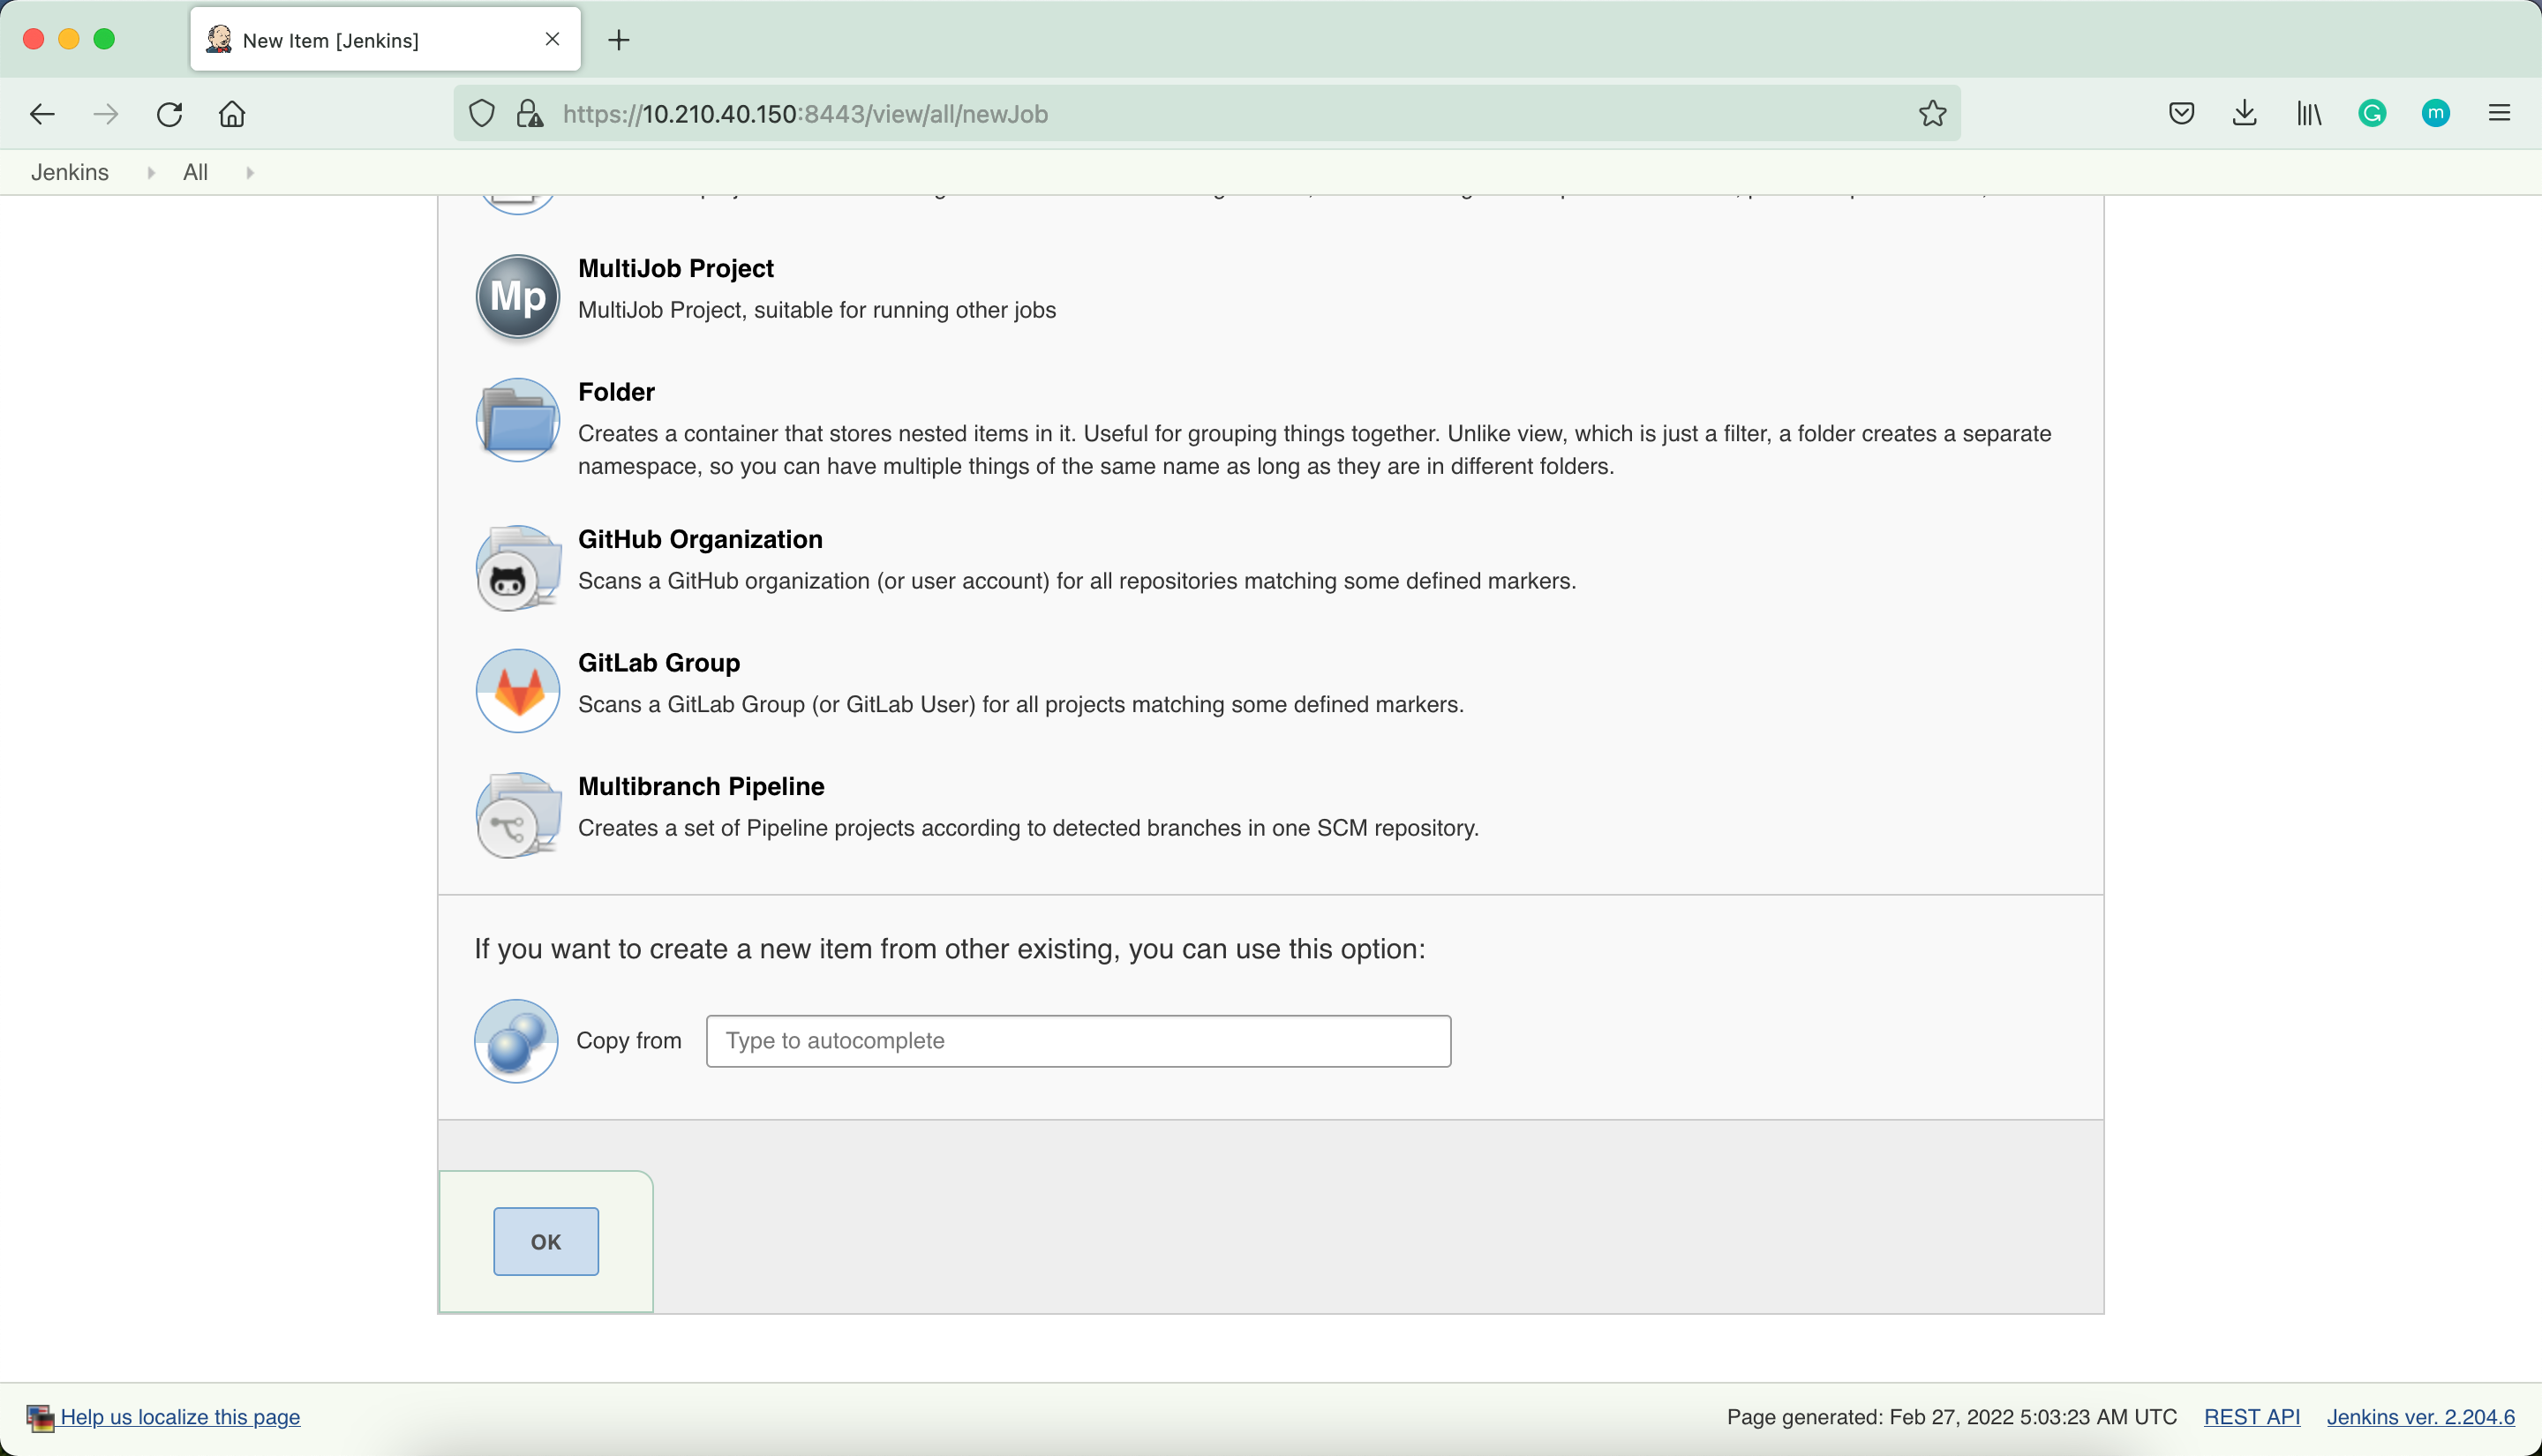 New Item [Jenkins]
https://10.210.40.150:8443/view/all/newJob
G
m
Jenkins
All
Mp
MultiJob Project
MultiJob Project, suitable for running other jobs
Folder
Creates a container that stores nested items in it. Useful for grouping things together. Unlike view, which is just a filter, a folder creates a separate
namespace, so you can have multiple things of the same name as long as they are in different folders.
GitHub Organization
Scans a GitHub organization (or user account) for all repositories matching some defined markers.
GitLab Group
Scans a GitLab Group (or GitLab User) for all projects matching some defined markers.
Multibranch Pipeline
Creates a set of Pipeline projects according to detected branches in one SCM repository.
If you want to create a new item from other existing, you can use this option:
Copy from
Type to autocomplete
OK
Help us localize this page
Page generated: Feb 27, 2022 5:03:23 AM UTC
REST API
Jenkins ver. 2.204.6